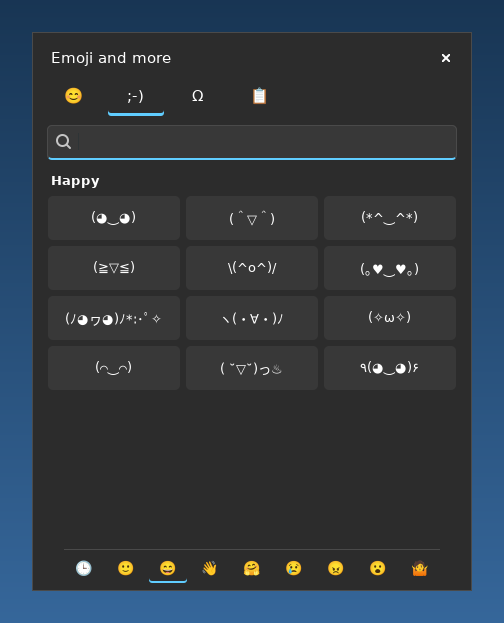 Emoji and more
😊 ;-) Ω 📋
Happy
(◕‿◕) (＾▽＾) (*^‿^*)
(≧▽≦) \(^o^)/ (｡♥‿♥｡)
(ﾉ◕ヮ◕)ﾉ*:･ﾟ✧ ヽ(・∀・)ﾉ (✧ω✧)
(◠‿◠) ( ˘▽˘)っ♨ ٩(◕‿◕)۶